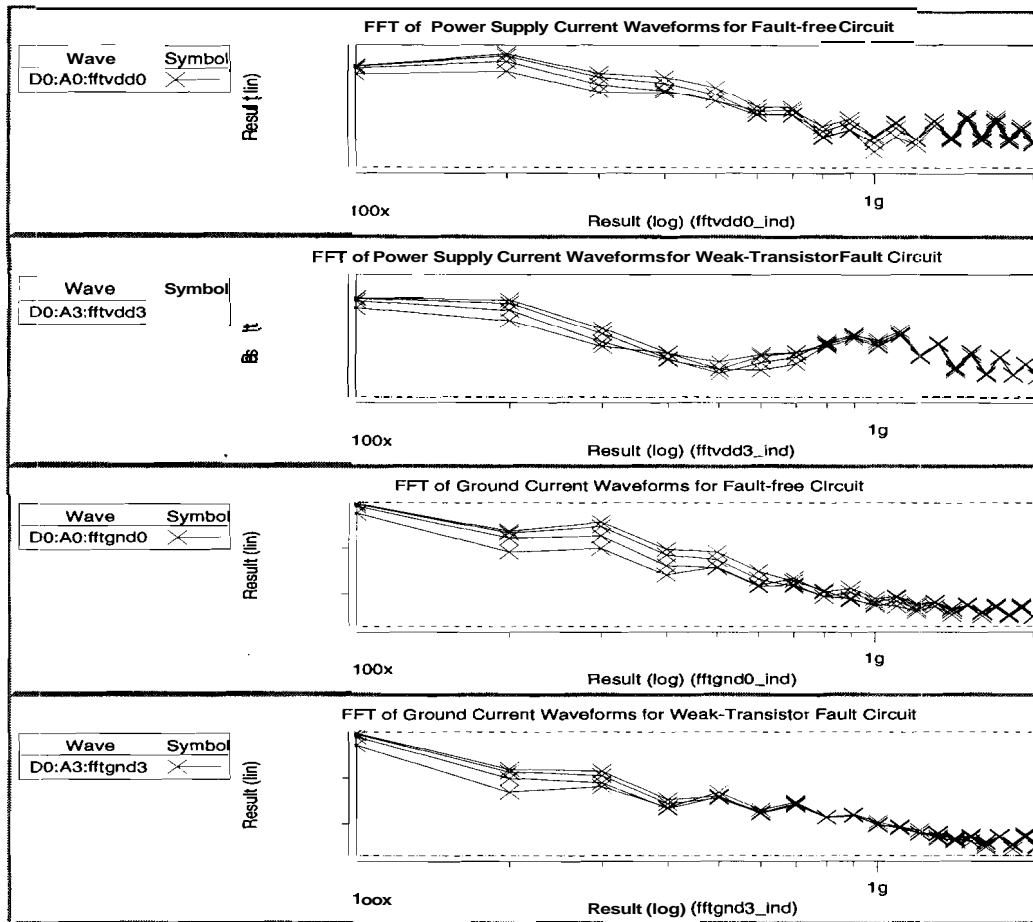 FFT of Power Supply Current Waveforms for Fault-free Circuit
Wave Symbol
D0:A0:fftvdd0
Result (lin)
100x
1g
Result (log) (fftvdd0_ind)
FFT of Power Supply Current Waveforms for Weak-Transistor Fault Circuit
Wave Symbol
D0:A3:fftvdd3
100x
1g
Result (log) (fftvdd3_ind)
FFT of Ground Current Waveforms for Fault-free Circuit
Wave Symbol
D0:A0:fftgnd0
Result (lin)
100x
1g
Result (log) (fftgnd0_ind)
FFT of Ground Current Waveforms for Weak-Transistor Fault Circuit
Wave Symbol
D0:A3:fftgnd3
Result (lin)
1oox
1g
Result (log) (fftgnd3_ind)